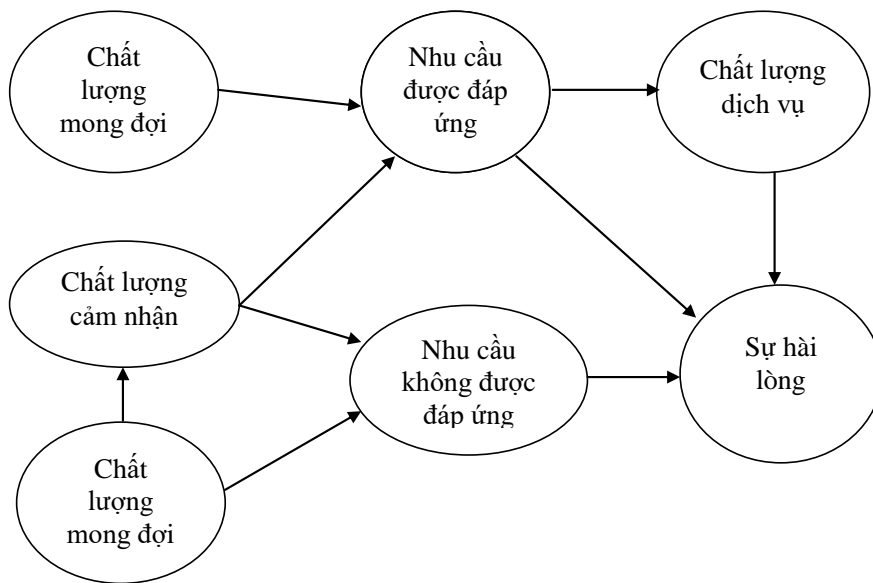 Chất
lượng
mong đợi
Nhu cầu
được đáp
ứng
Chất lượng
dịch vụ
Chất lượng
cảm nhận
Nhu cầu
không được
đáp ứng
Sự hài
lòng
Chất
lượng
mong đợi